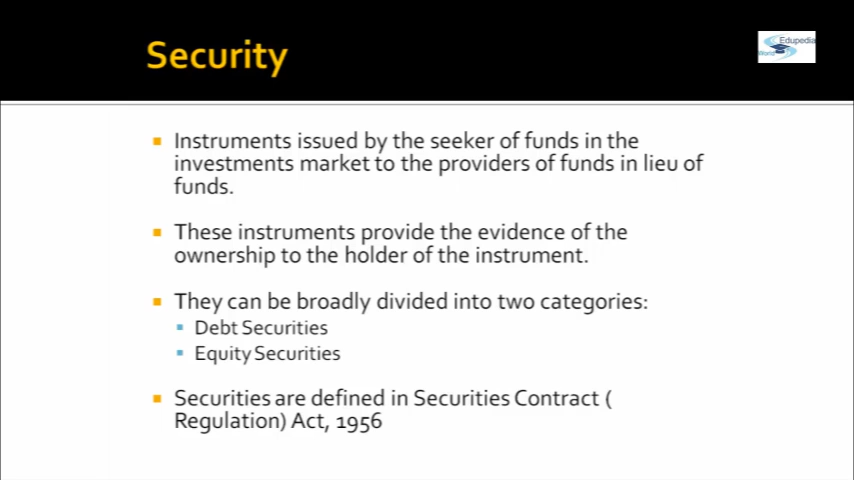 Security
Edupedia
World
Instruments issued by the seeker of funds in the
investments market to the providers of funds in lieu of
funds.
These instruments provide the evidence of the
ownership to the holder of the instrument.
They can be broadly divided into two categories:
Debt Securities
Equity Securities
Securities are defined in Securities Contract (
Regulation) Act, 1956